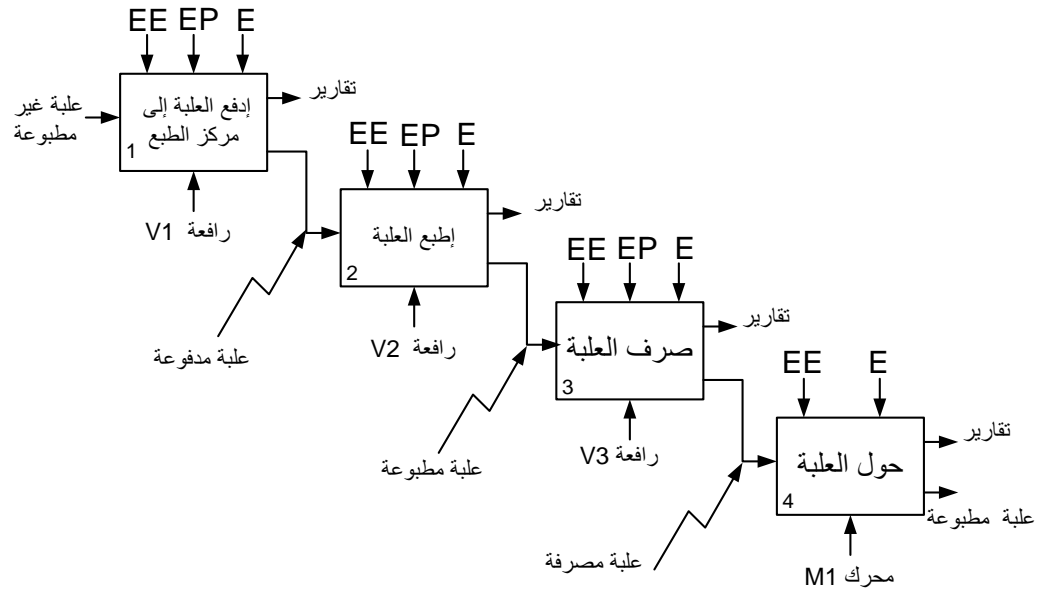 EE EP E
تقارير
علبة غير
مطبوعة
إدفع العلبة إلى
مركز الطبع
1
رافعة V1
EE EP E
تقارير
إطبع العلبة
2
رافعة V2
علبة مدفوعة
EE EP E
تقارير
صرف العلبة
3
رافعة V3
علبة مطبوعة
EE E
تقارير
حول العلبة
4
علبة مطبوعة
علبة مصرفة
محرك M1